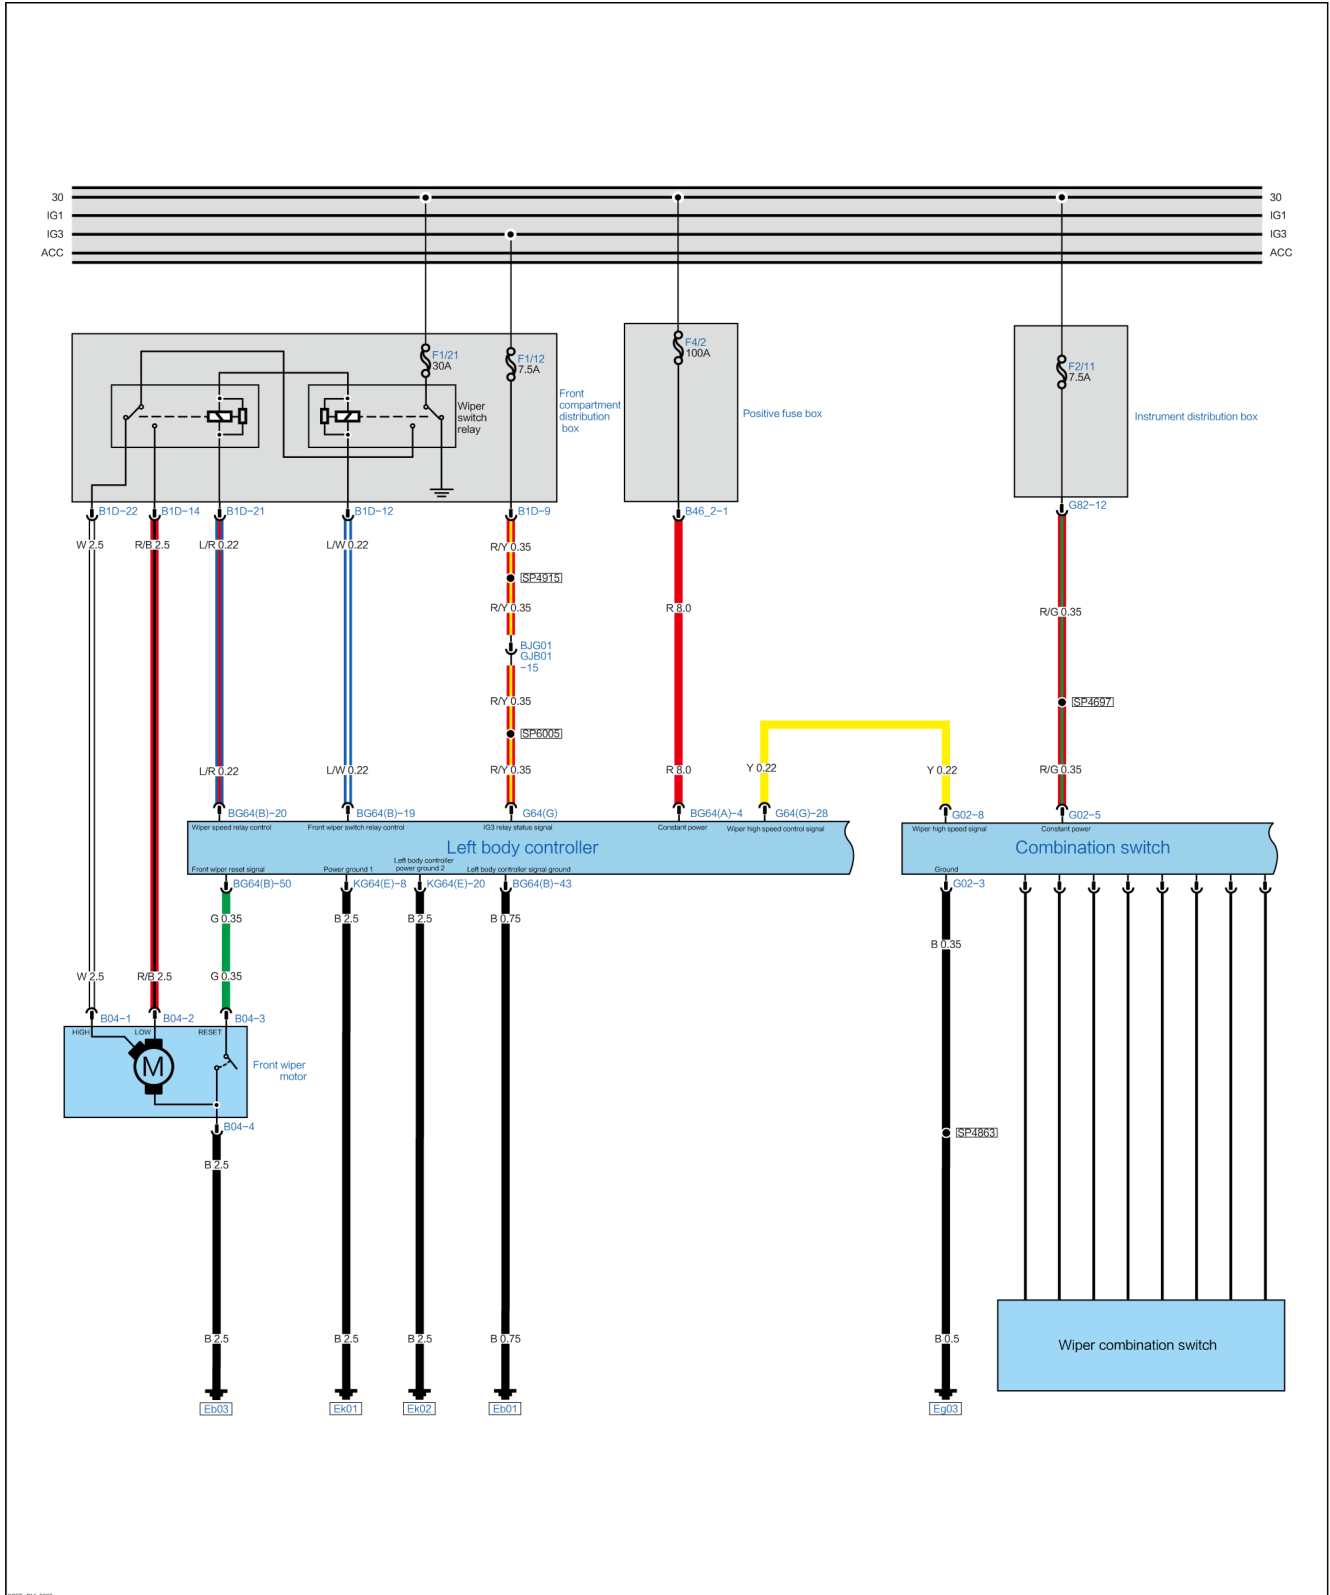 30
30
IG1
IG1
IG3
IG3
ACC
ACC
F1/21
30A
F1/12
7.5A
F4/2
100A
F2/11
7.5A
Wiper
switch
relay
Front
compartment
distribution
box
Positive fuse box
Instrument distribution box
B1D-22
B1D-14
B1D-21
B1D-12
B1D-9
B46_2-1
G82-12
W 2.5
R/B 2.5
L/R 0.22
L/W 0.22
R/Y 0.35
SP4915
R/Y 0.35
R 8.0
R/G 0.35
BJG01
GJB01
-15
R/Y 0.35
SP4697
SP6005
L/R 0.22
L/W 0.22
R/Y 0.35
R 8.0
Y 0.22
Y 0.22
R/G 0.35
BG64(B)-20
BG64(B)-19
G64(G)
BG64(A)-4
G64(G)-28
G02-8
G02-5
Wiper speed relay control
Front wiper switch relay control
IG3 relay status signal
Constant power
Wiper high speed control signal
Wiper high speed signal
Constant power
Left body controller
Combination switch
Front wiper reset signal
Power ground 1
Left body controller
power ground 2
Left body controller signal ground
Ground
BG64(B)-50
KG64(E)-8
KG64(E)-20
BG64(B)-43
G02-3
G 0.35
B 2.5
B 2.5
B 0.75
B 0.35
W 2.5
R/B 2.5
G 0.35
B04-1
B04-2
B04-3
HIGH
LOW
RESET
M
Front wiper
motor
B04-4
SP4863
B 2.5
B 2.5
B 2.5
B 2.5
B 0.75
B 0.5
Wiper combination switch
Eb03
Ek01
Ek02
Eb01
Eg03